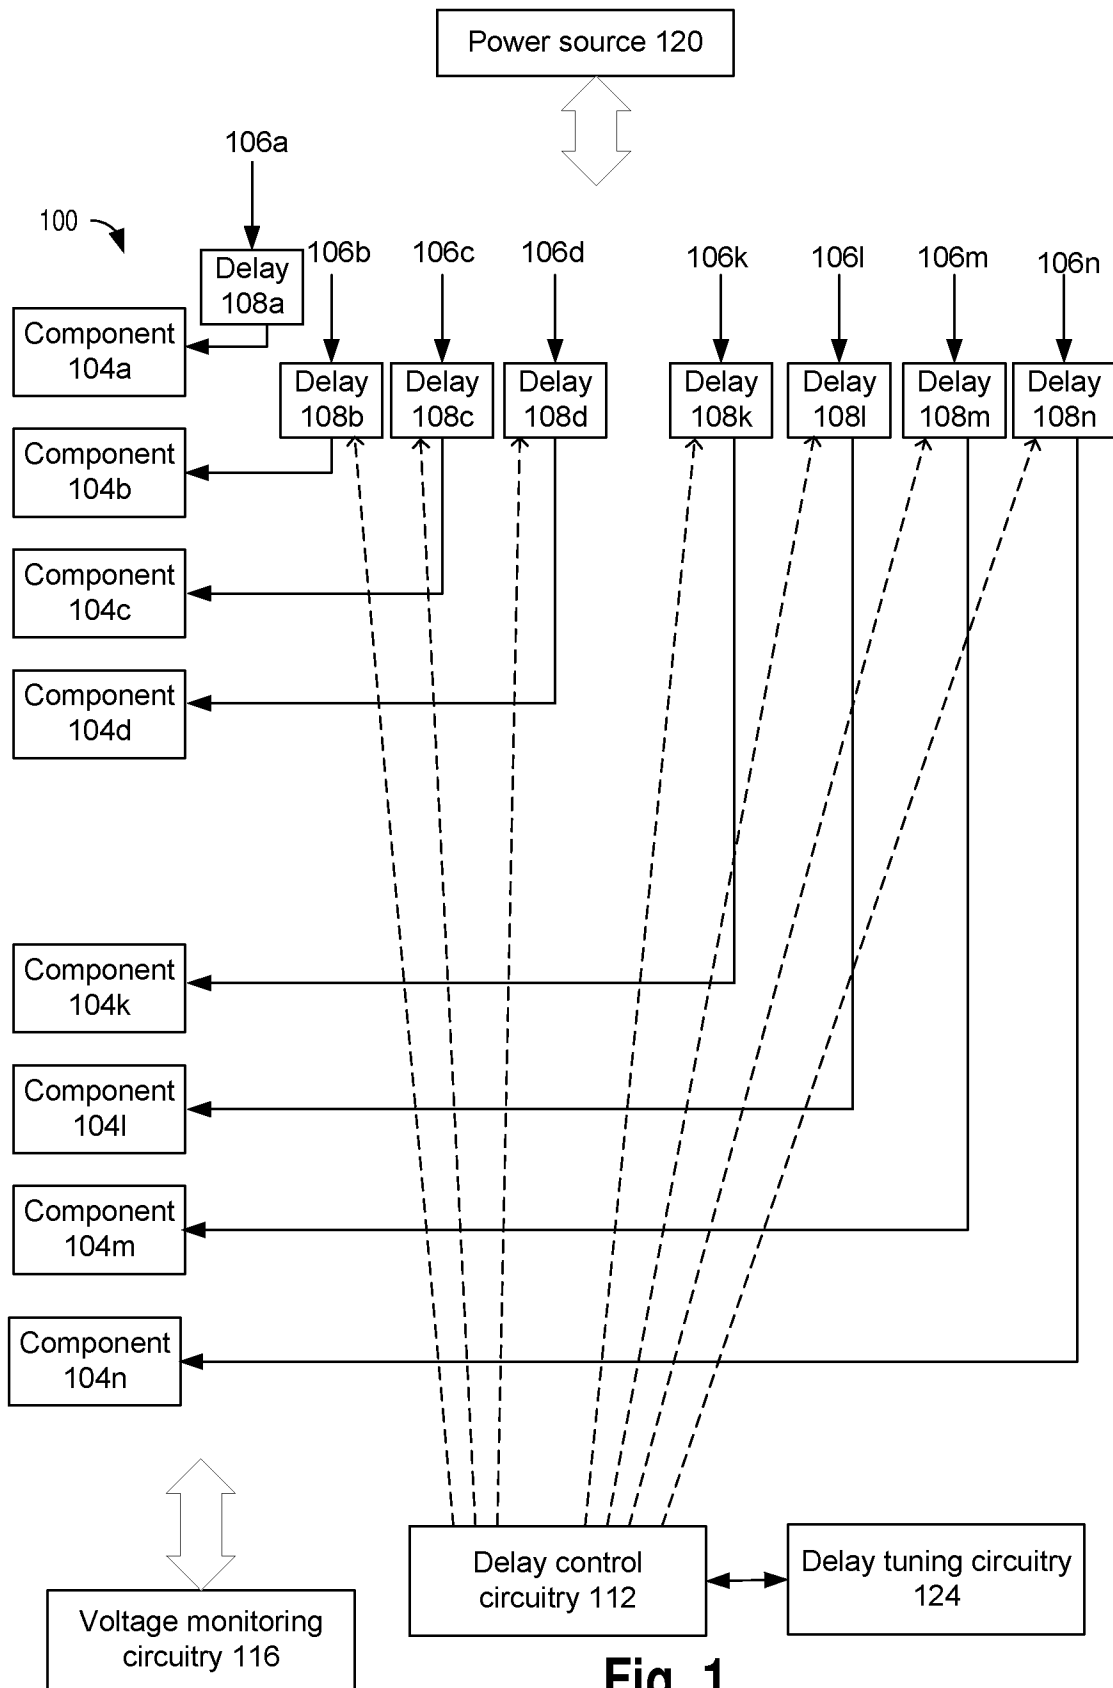 Power source 120
106a
100
Delay
108a
106b
106c
106d
106k
106l
106m
106n
Component
104a
Delay
108b
Delay
108c
Delay
108d
Delay
108k
Delay
108l
Delay
108m
Delay
108n
Component
104b
Component
104c
Component
104d
Component
104k
Component
104l
Component
104m
Component
104n
Delay control
circuitry 112
Delay tuning circuitry
124
Voltage monitoring
circuitry 116
Fig. 1